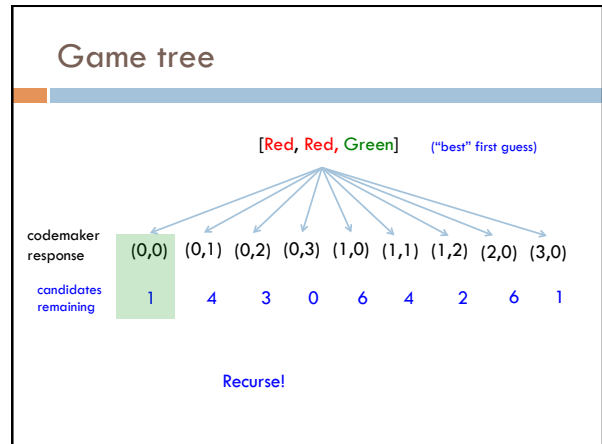 Game tree
[Red, Red, Green] (“best” first guess)
codemaker
response
(0,0) (0,1) (0,2) (0,3) (1,0) (1,1) (1,2) (2,0) (3,0)
candidates
remaining
1 4 3 0 6 4 2 6 1
Recurse!